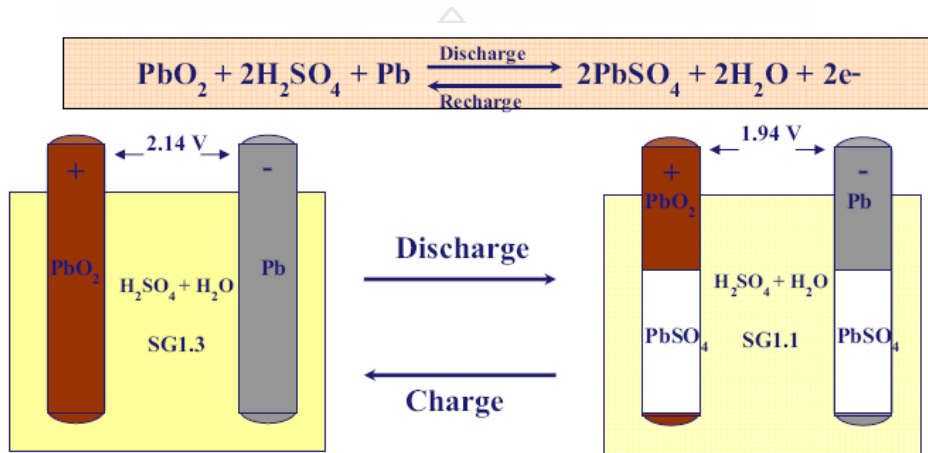 Discharge
PbO₂ + 2H₂SO₄ + Pb 2PbSO₄ + 2H₂O + 2e-
Recharge
2.14 V
+ -
PbO₂ Pb
H₂SO₄ + H₂O
SG1.3
Discharge
Charge
1.94 V
+ -
PbO₂ Pb
H₂SO₄ + H₂O
PbSO₄ SG1.1 PbSO₄